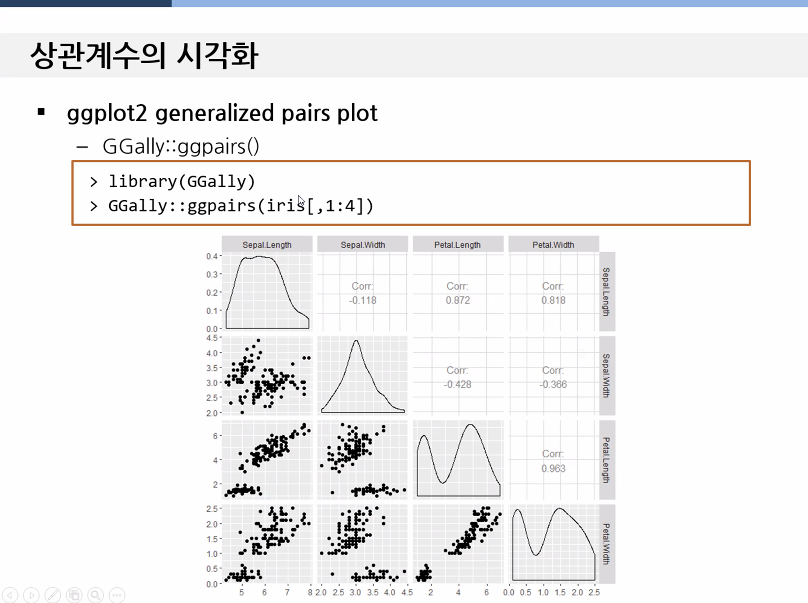 상관계수의 시각화
▪ ggplot2 generalized pairs plot
– GGally::ggpairs()
> library(GGally)
> GGally::ggpairs(iris[,1:4])
Sepal.Length Sepal.Width Petal.Length Petal.Width
0.4
0.3
0.2
0.1
0.0
Corr:
-0.118
Corr:
0.872
Corr:
0.818
Sepal.Length
4.5
4.0
3.5
3.0
2.5
2.0
Corr:
-0.428
Corr:
-0.366
Sepal.Width
6
4
2
Corr:
0.963
Petal.Length
2.5
2.0
1.5
1.0
0.5
0.0
Petal.Width
5 6 7 8 2.0 2.5 3.0 3.5 4.0 4.5 2 4 6 0.0 0.5 1.0 1.5 2.0 2.5